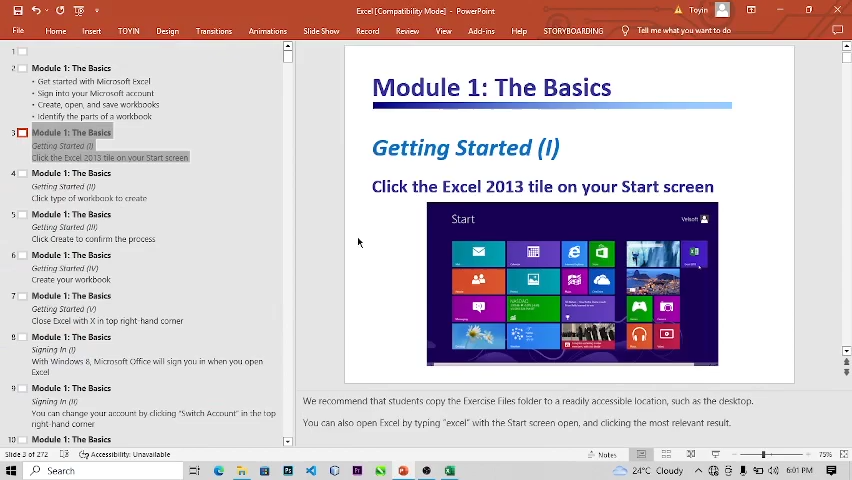 Excel [Compatibility Mode] - PowerPoint
Toyin
File Home Insert Draw Design Transitions Animations Slide Show Record Review View Add-ins Help STORYBOARDING Tell me what you want to do
1
2 Module 1: The Basics
• Get started with Microsoft Excel
• Sign into your Microsoft account
• Create, open, and save workbooks
• Identify the parts of a workbook
3 Module 1: The Basics
Getting Started (I)
Click the Excel 2013 tile on your Start screen
4 Module 1: The Basics
Getting Started (II)
Click type of workbook to create
5 Module 1: The Basics
Getting Started (III)
Click Create to confirm the process
6 Module 1: The Basics
Getting Started (IV)
Create your workbook
7 Module 1: The Basics
Getting Started (V)
Close Excel with X in top right-hand corner
8 Module 1: The Basics
Signing In (I)
With Windows 8, Microsoft Office will sign you in when you open
Excel
9 Module 1: The Basics
Signing In (II)
You can change your account by clicking "Switch Account" in the top
right-hand corner
10 Module 1: The Basics
Module 1: The Basics
Getting Started (I)
Click the Excel 2013 tile on your Start screen
Start
Velsoft
We recommend that students copy the Exercise Files folder to a readily accessible location, such as the desktop.
You can also open Excel by typing "excel" with the Start screen open, and clicking the most relevant result.
Slide 3 of 272 Accessibility: Unavailable Notes 75%
Search 24°C Cloudy 6:01 PM